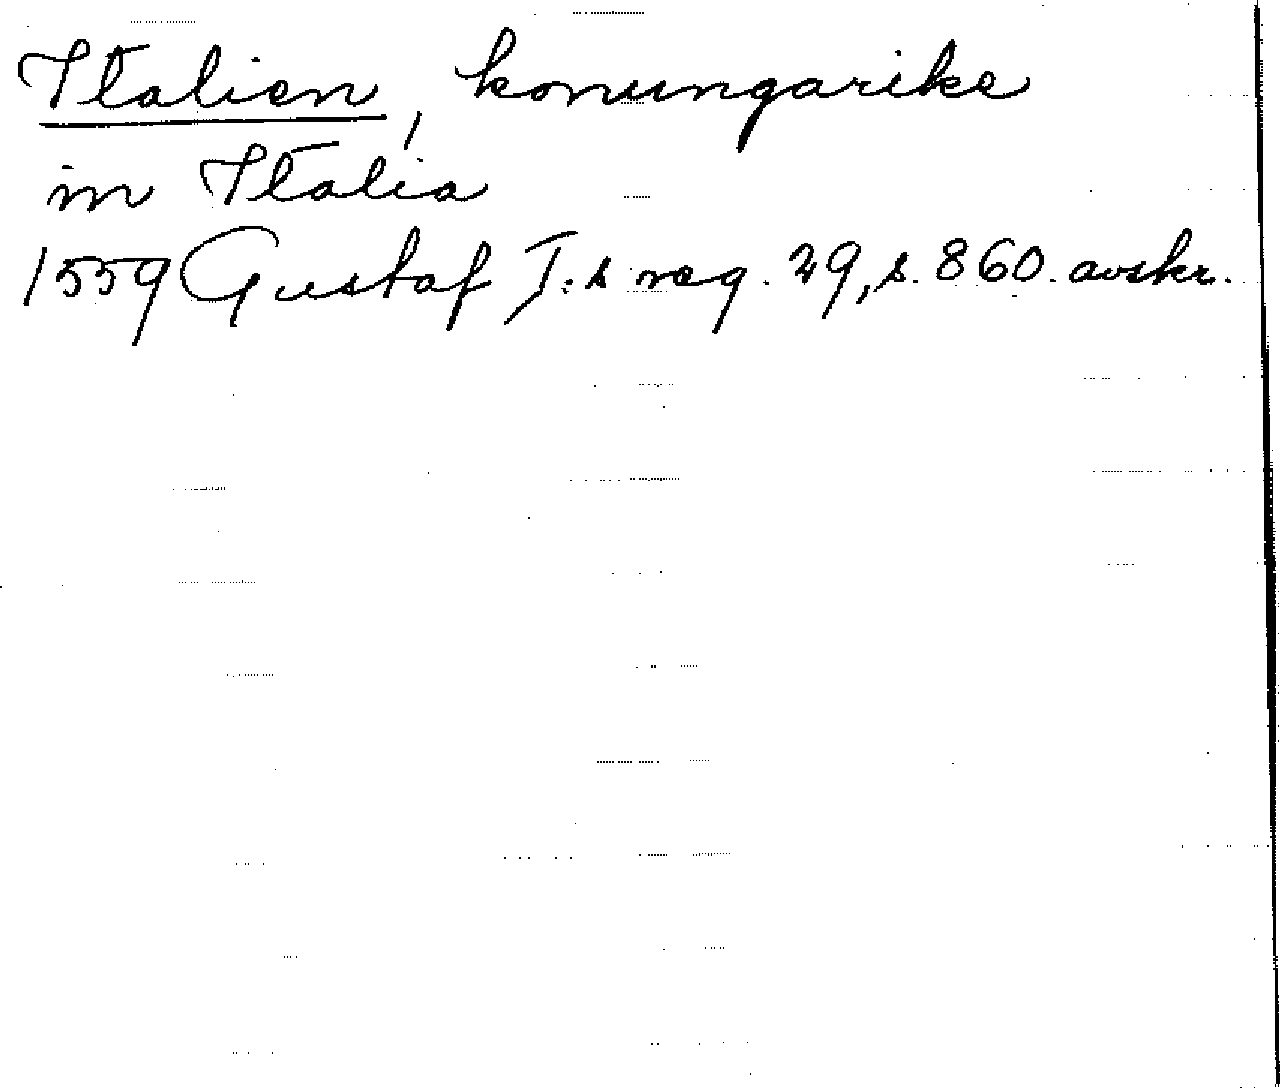 Italien, konungarike
in Italia
1559 Gustaf I:s reg. 29, s. 860. avskr.